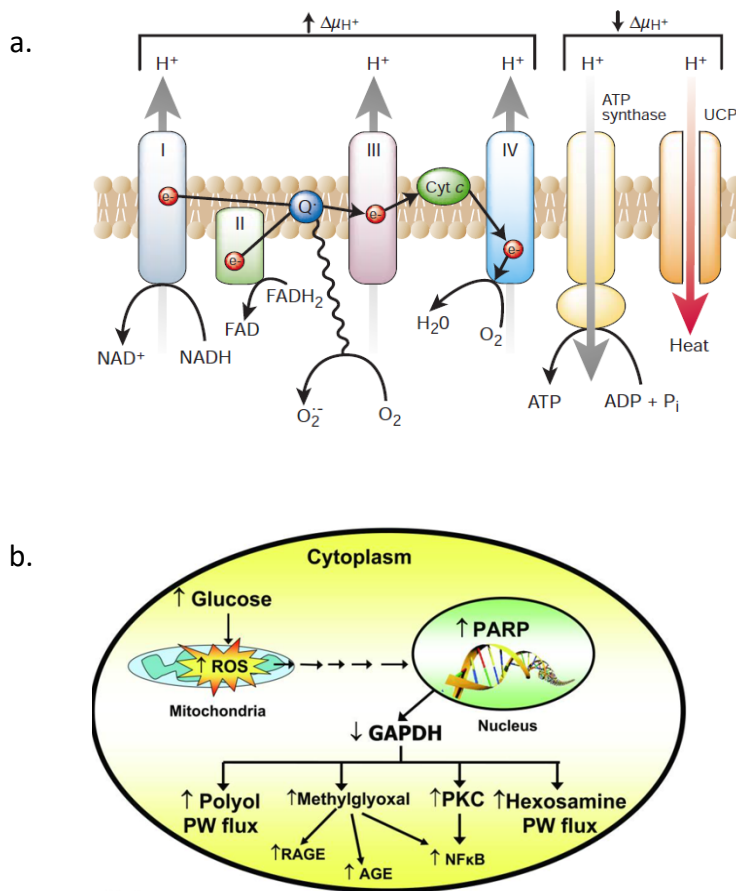 a.
↑ ΔμH+
↓ ΔμH+
H+
H+
H+
H+
H+
ATP
synthase
UCP
I
III
IV
Cyt c
Q·
e-
II
e-
e-
e-
FADH2
FAD
NAD+
NADH
H20
O2
Heat
O2·-
O2
ATP
ADP + Pi
b.
Cytoplasm
↑ Glucose
↑ PARP
↑ ROS
Mitochondria
Nucleus
↓ GAPDH
↑ Polyol
PW flux
↑Methylglyoxal
↑PKC
↑Hexosamine
PW flux
↑RAGE
↑ AGE
↑ NFκB